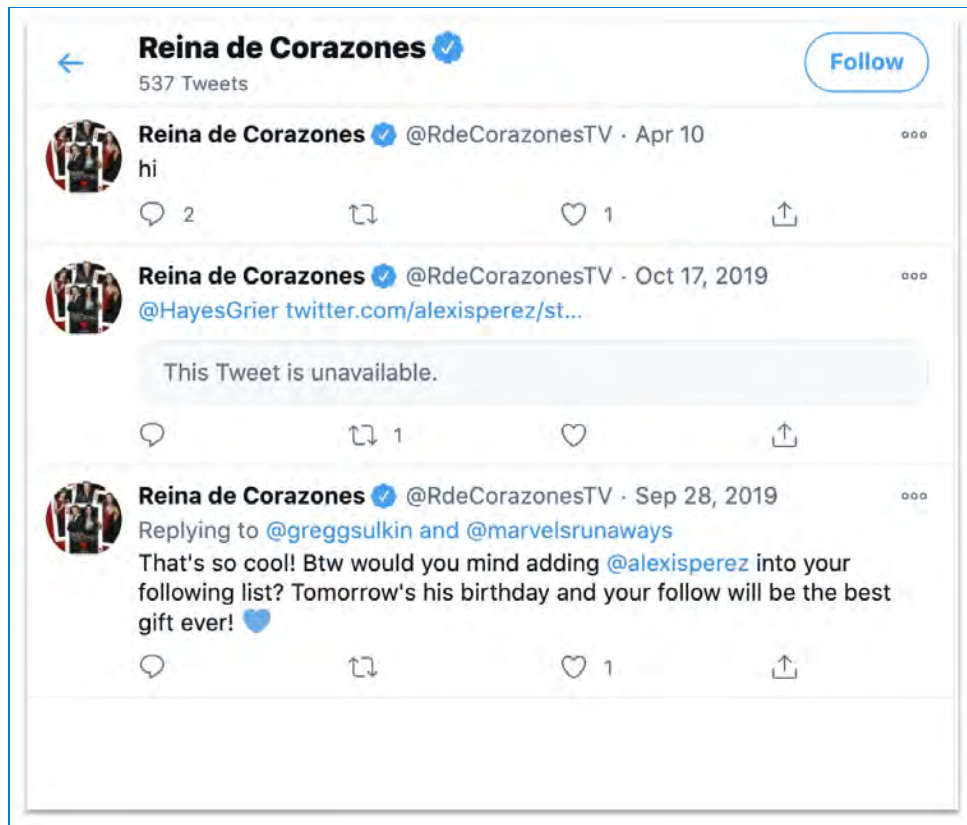 Reina de Corazones
Follow
537 Tweets
Reina de Corazones @RdeCorazonesTV · Apr 10
hi
2 1
Reina de Corazones @RdeCorazonesTV · Oct 17, 2019
@HayesGrier twitter.com/alexisperez/st...
This Tweet is unavailable.
1
Reina de Corazones @RdeCorazonesTV · Sep 28, 2019
Replying to @greggsulkin and @marvelsrunaways
That's so cool! Btw would you mind adding @alexisperez into your
following list? Tomorrow's his birthday and your follow will be the best
gift ever! 💙
1